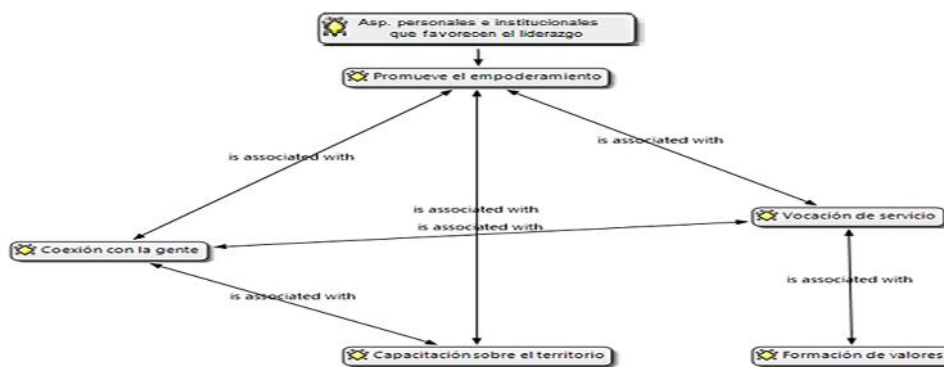 Asp. personales e institucionales
que favorecen el liderazgo
Promueve el empoderamiento
is associated with
is associated with
is associated with
Vocación de servicio
is associated with
Coexión con la gente
is associated with
is associated with
Capacitación sobre el territorio
Formación de valores